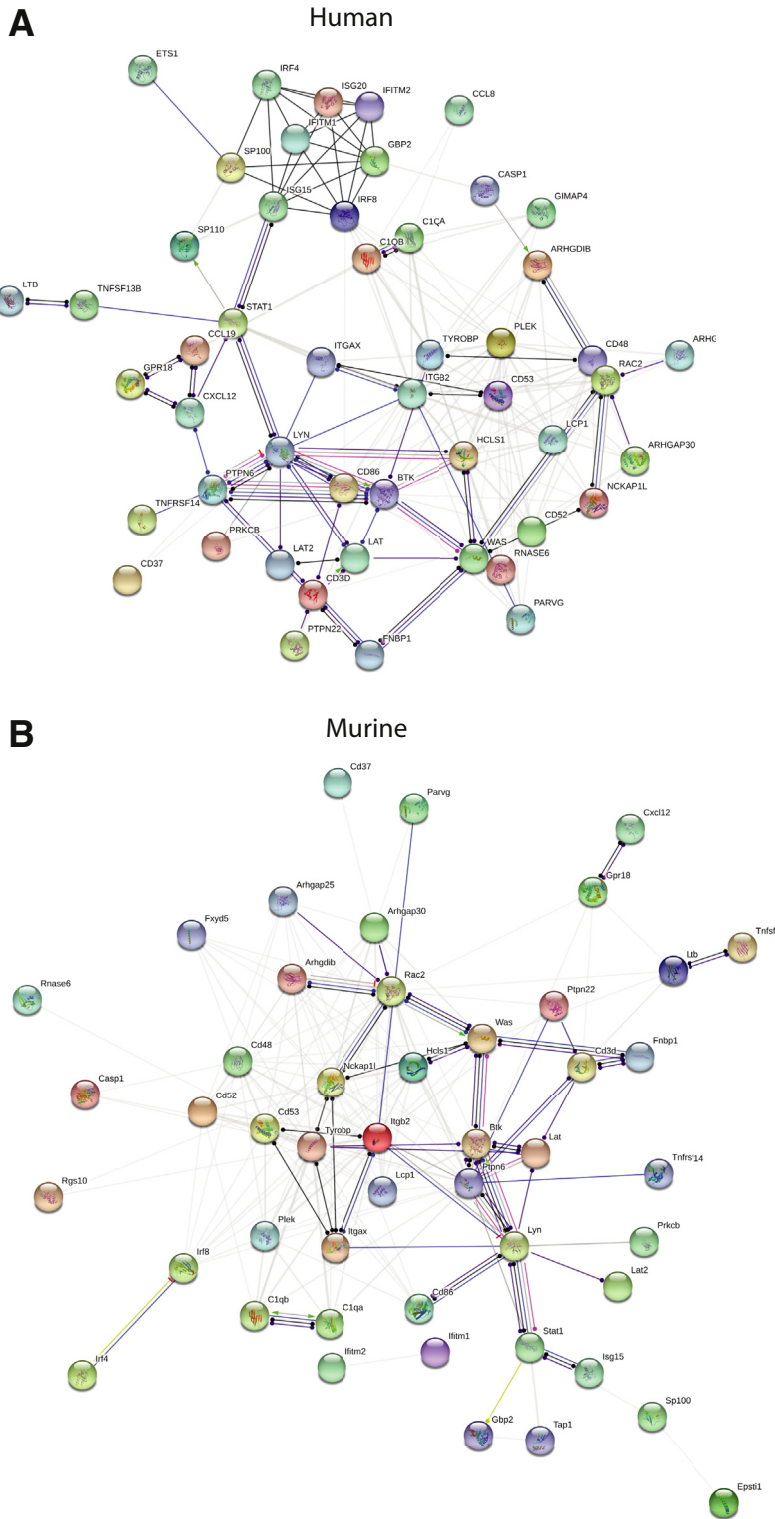 A
Human
ETS1
IRF4
ISG20
IFITM2
CCL8
IFITM1
SP100
GBP2
CASP1
ISG15
IRF8
GIMAP4
SP110
C1QA
C1QB
ARHGDIB
LTB
TNFSF13B
STAT1
CCL19
ITGAX
TYROBP
PLEK
CD48
ARHG
GPR18
RAC2
CXCL12
ITGB2
CD53
LYN
HCLS1
LCP1
PTPN6
CD86
BTK
ARHGAP30
NCKAP1L
TNFRSF14
PRKCB
CD52
LAT2
LAT
WAS
RNASE6
CD37
CD3D
PARVG
PTPN22
FNBP1
B
Murine
Cd37
Parvg
Cxcl12
Gpr18
Arhgap25
Arhgap30
Fxyd5
Tnfsf
Ltb
Arhgdib
Rac2
Rnase6
Ptpn22
Was
Cd48
Hcls1
Cd3d
Fnbp1
Nckap1l
Casp1
Cd52
Cd53
Itgb2
Btk
Tyrobp
Lat
Ptpn6
Tnfrs'14
Rgs10
Lcp1
Plek
Itgax
Lyn
Prkcb
Irf8
Lat2
C1qb
C1qa
Cd86
Stat1
Ifitm1
Isg15
Irf4
Ifitm2
Sp100
Gbp2
Tap1
Epsti1